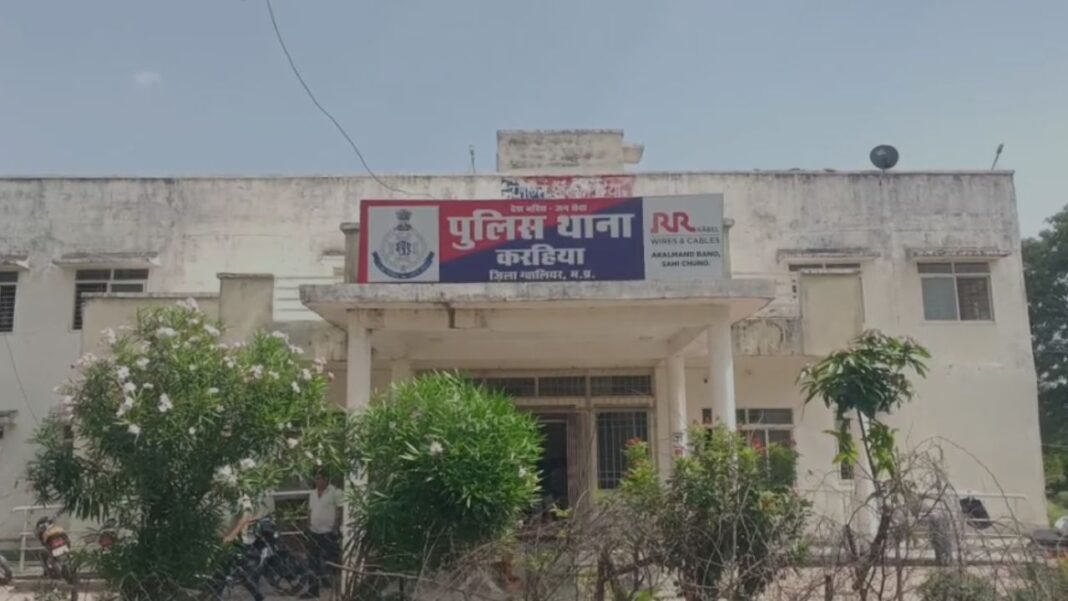 देश भक्ति - जन सेवा
पुलिस थाना
करहिया
जिला ग्वालियर, म.प्र.
RR KABEL
WIRES & CABLES
AKALMAND BANO,
SAHI CHUNO.